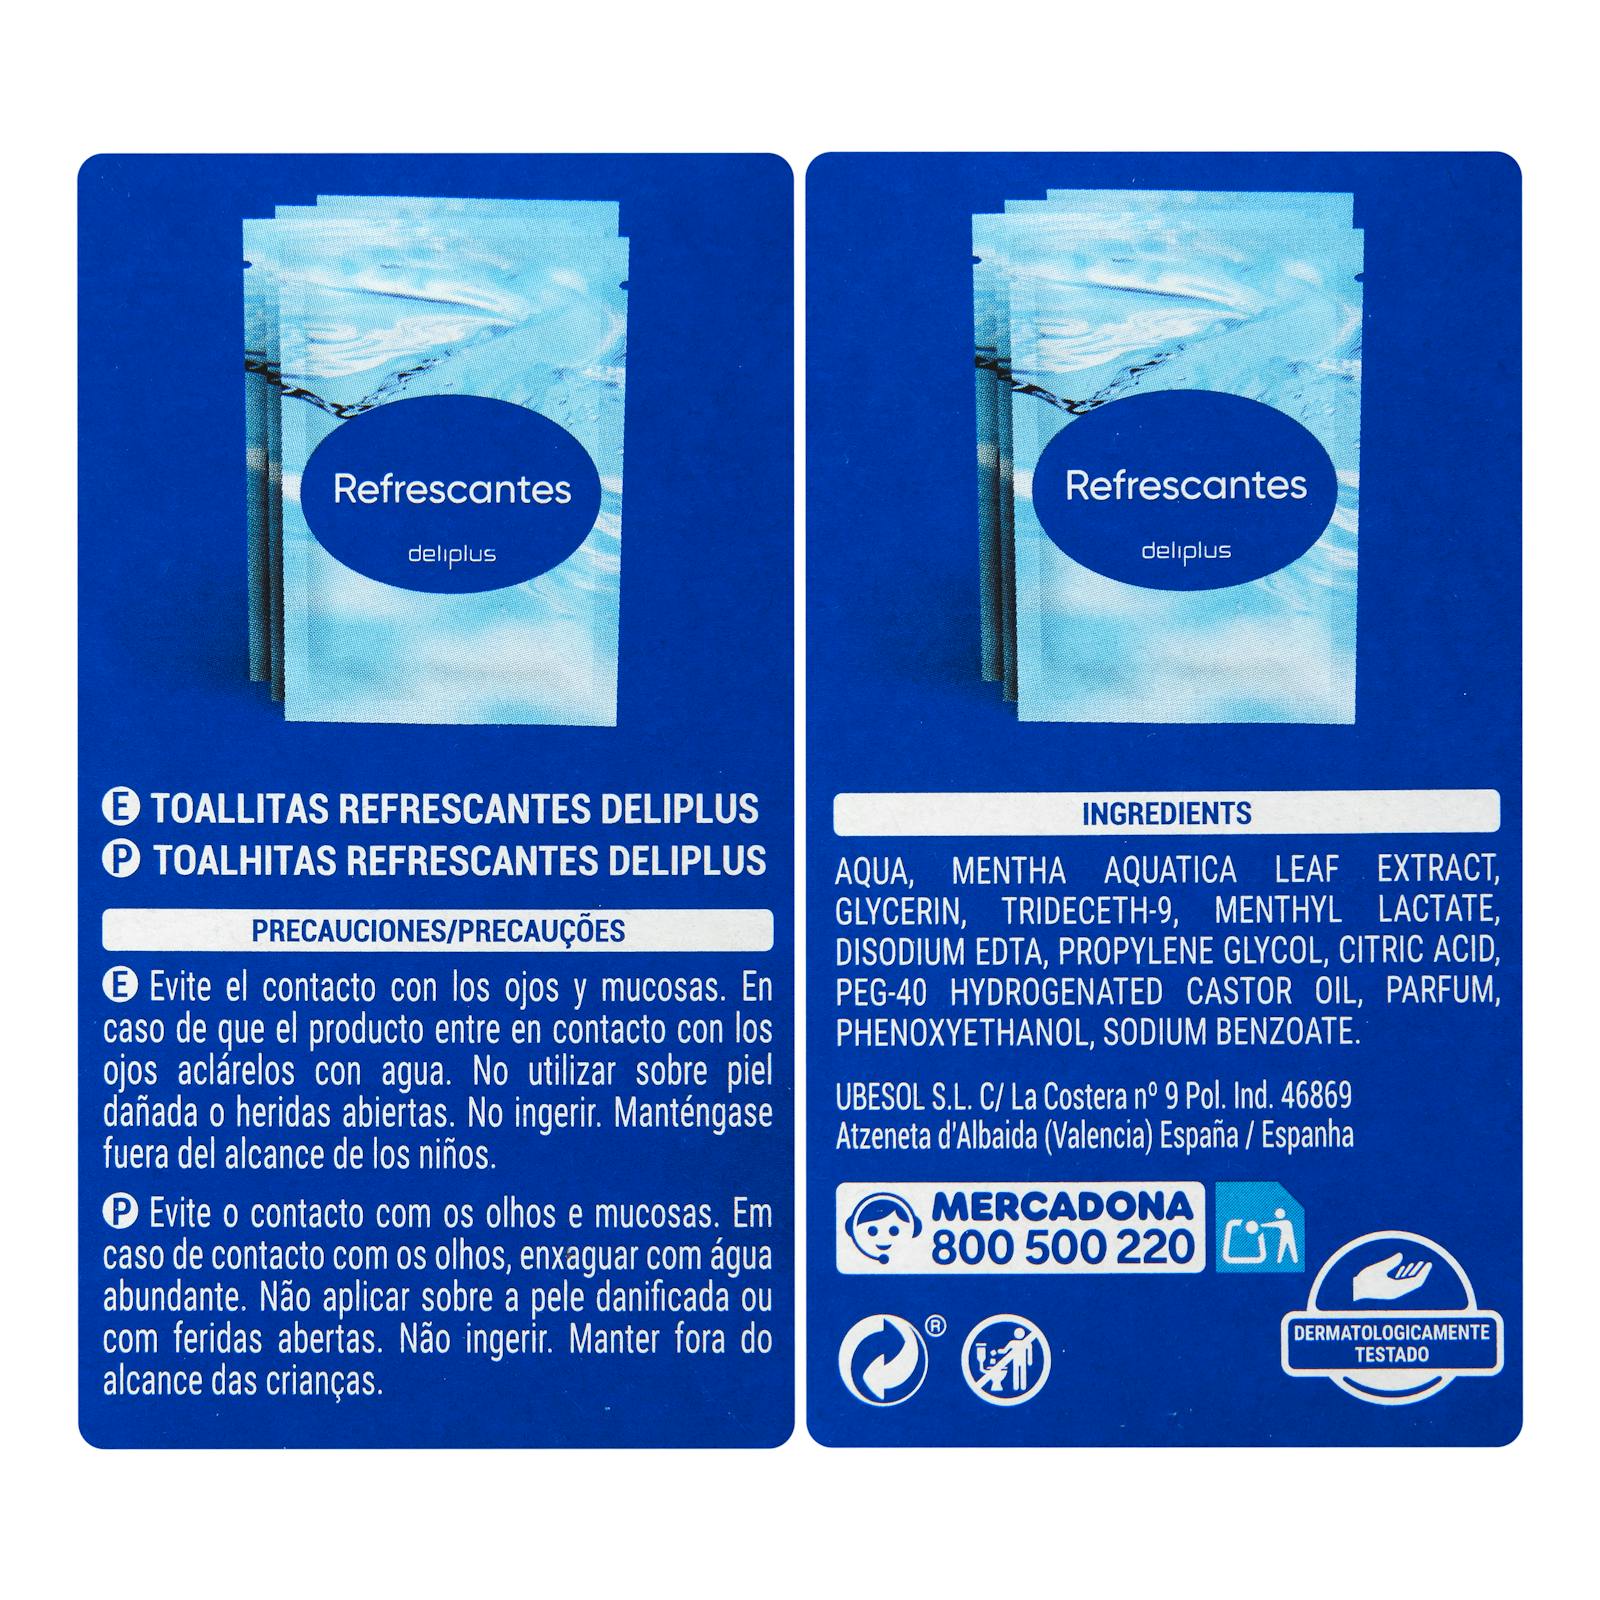 Refrescantes
deliplus
E TOALLITAS REFRESCANTES DELIPLUS
P TOALHITAS REFRESCANTES DELIPLUS
PRECAUCIONES/PRECAUÇÕES
E Evite el contacto con los ojos y mucosas. En
caso de que el producto entre en contacto con los
ojos aclárelos con agua. No utilizar sobre piel
dañada o heridas abiertas. No ingerir. Manténgase
fuera del alcance de los niños.
P Evite o contacto com os olhos e mucosas. Em
caso de contacto com os olhos, enxaguar com água
abundante. Não aplicar sobre a pele danificada ou
com feridas abertas. Não ingerir. Manter fora do
alcance das crianças.
Refrescantes
deliplus
INGREDIENTS
AQUA, MENTHA AQUATICA LEAF EXTRACT,
GLYCERIN, TRIDECETH-9, MENTHYL LACTATE,
DISODIUM EDTA, PROPYLENE GLYCOL, CITRIC ACID,
PEG-40 HYDROGENATED CASTOR OIL, PARFUM,
PHENOXYETHANOL, SODIUM BENZOATE.
UBESOL S.L. C/ La Costera nº 9 Pol. Ind. 46869
Atzeneta d'Albaida (Valencia) España / Espanha
MERCADONA
800 500 220
®
DERMATOLOGICAMENTE
TESTADO